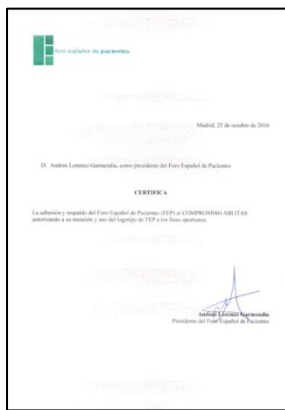 foro español de pacientes
Madrid, 25 de octubre de 2016
D. Andoni Lorenzo Garmendia, como presidente del Foro Español de Pacientes
CERTIFICA
La adhesión y respaldo del Foro Español de Pacientes (FEP) al COMPROMISO ABLITAS
autorizando a su mención y uso del logotipo de FEP a los fines oportunos.
Andoni Lorenzo Garmendia
Presidente del Foro Español de Pacientes